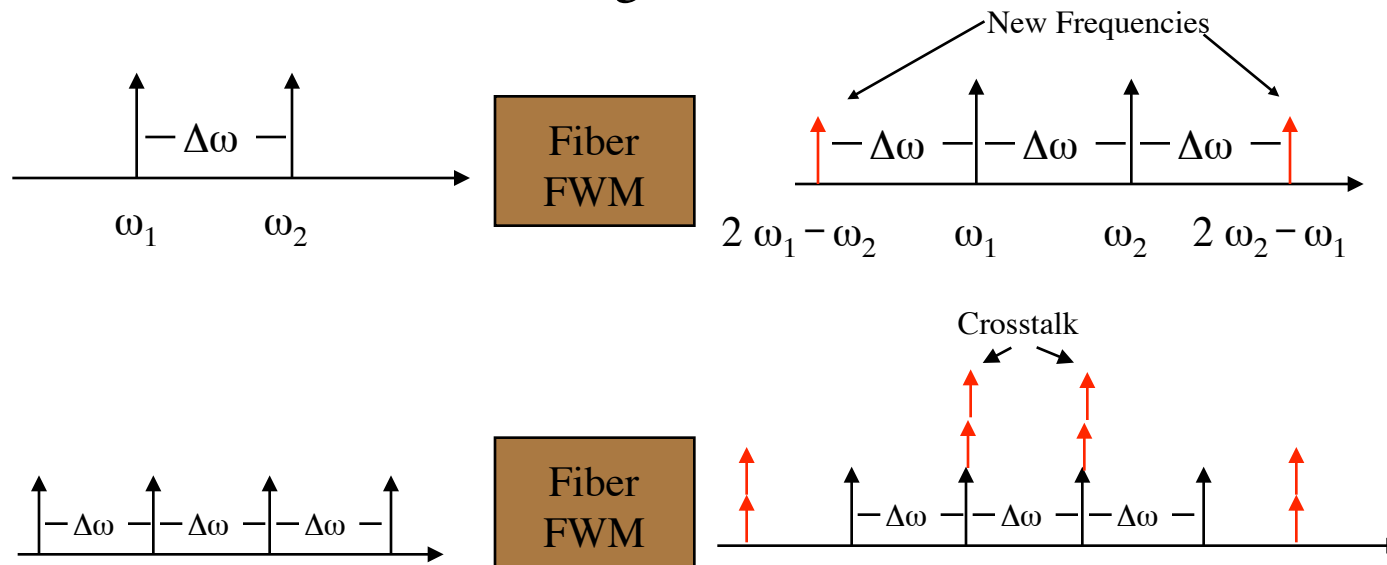 New Frequencies
Δω
Fiber
FWM
Δω Δω Δω
ω₁ ω₂
2 ω₁ − ω₂ ω₁ ω₂ 2 ω₂ − ω₁
Crosstalk
Δω Δω Δω
Fiber
FWM
Δω Δω Δω